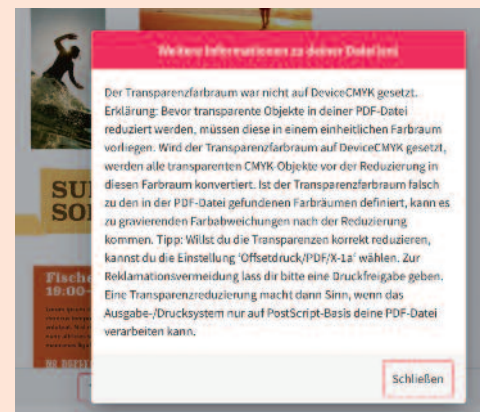 Weitere Informationen zu deiner Datei(en)
Der Transparenzfarbraum war nicht auf DeviceCMYK gesetzt.
Erklärung: Bevor transparente Objekte in deiner PDF-Datei
reduziert werden, müssen diese in einem einheitlichen Farbraum
vorliegen. Wird der Transparenzfarbraum auf DeviceCMYK gesetzt,
werden alle transparenten CMYK-Objekte vor der Reduzierung in
diesen Farbraum konvertiert. Ist der Transparenzfarbraum falsch
zu den in der PDF-Datei gefundenen Farbräumen definiert, kann es
zu gravierenden Farbabweichungen nach der Reduzierung
kommen. Tipp: Willst du die Transparenzen korrekt reduzieren,
kannst du die Einstellung 'Offsetdruck/PDF/X-1a' wählen. Zur
Reklamationsvermeidung lass dir bitte eine Druckfreigabe geben.
Eine Transparenzreduzierung macht dann Sinn, wenn das
Ausgabe-/Drucksystem nur auf PostScript-Basis deine PDF-Datei
verarbeiten kann.
Schließen
SU
SO
Fische
19:00-